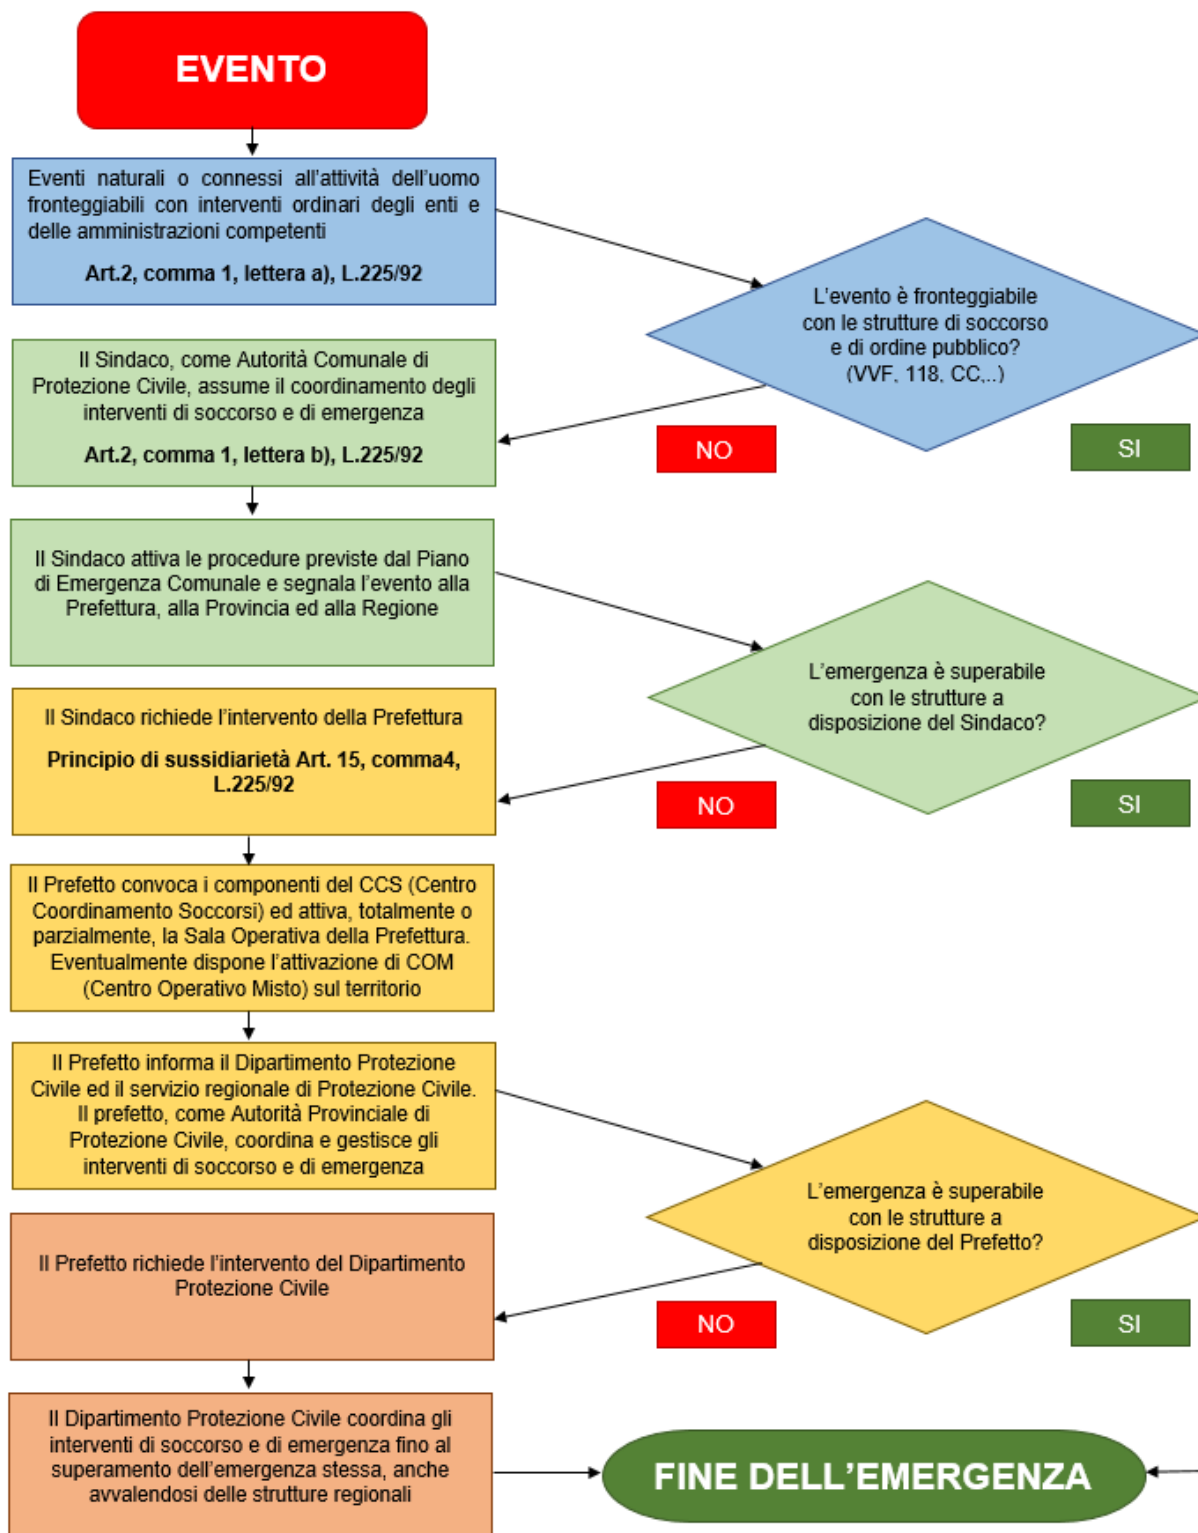 EVENTO
Eventi naturali o connessi all'attività dell'uomo
fronteggiabili con interventi ordinari degli enti e
delle amministrazioni competenti
Art.2, comma 1, lettera a), L.225/92
L'evento è fronteggiabile
con le strutture di soccorso
e di ordine pubblico?
(VVF, 118, CC,..)
NO
SI
Il Sindaco, come Autorità Comunale di
Protezione Civile, assume il coordinamento degli
interventi di soccorso e di emergenza
Art.2, comma 1, lettera b), L.225/92
Il Sindaco attiva le procedure previste dal Piano
di Emergenza Comunale e segnala l'evento alla
Prefettura, alla Provincia ed alla Regione
L'emergenza è superabile
con le strutture a
disposizione del Sindaco?
NO
SI
Il Sindaco richiede l'intervento della Prefettura
Principio di sussidiarietà Art. 15, comma4,
L.225/92
Il Prefetto convoca i componenti del CCS (Centro
Coordinamento Soccorsi) ed attiva, totalmente o
parzialmente, la Sala Operativa della Prefettura.
Eventualmente dispone l'attivazione di COM
(Centro Operativo Misto) sul territorio
Il Prefetto informa il Dipartimento Protezione
Civile ed il servizio regionale di Protezione Civile.
Il prefetto, come Autorità Provinciale di
Protezione Civile, coordina e gestisce gli
interventi di soccorso e di emergenza
L'emergenza è superabile
con le strutture a
disposizione del Prefetto?
NO
SI
Il Prefetto richiede l'intervento del Dipartimento
Protezione Civile
Il Dipartimento Protezione Civile coordina gli
interventi di soccorso e di emergenza fino al
superamento dell'emergenza stessa, anche
avvalendosi delle strutture regionali
FINE DELL'EMERGENZA